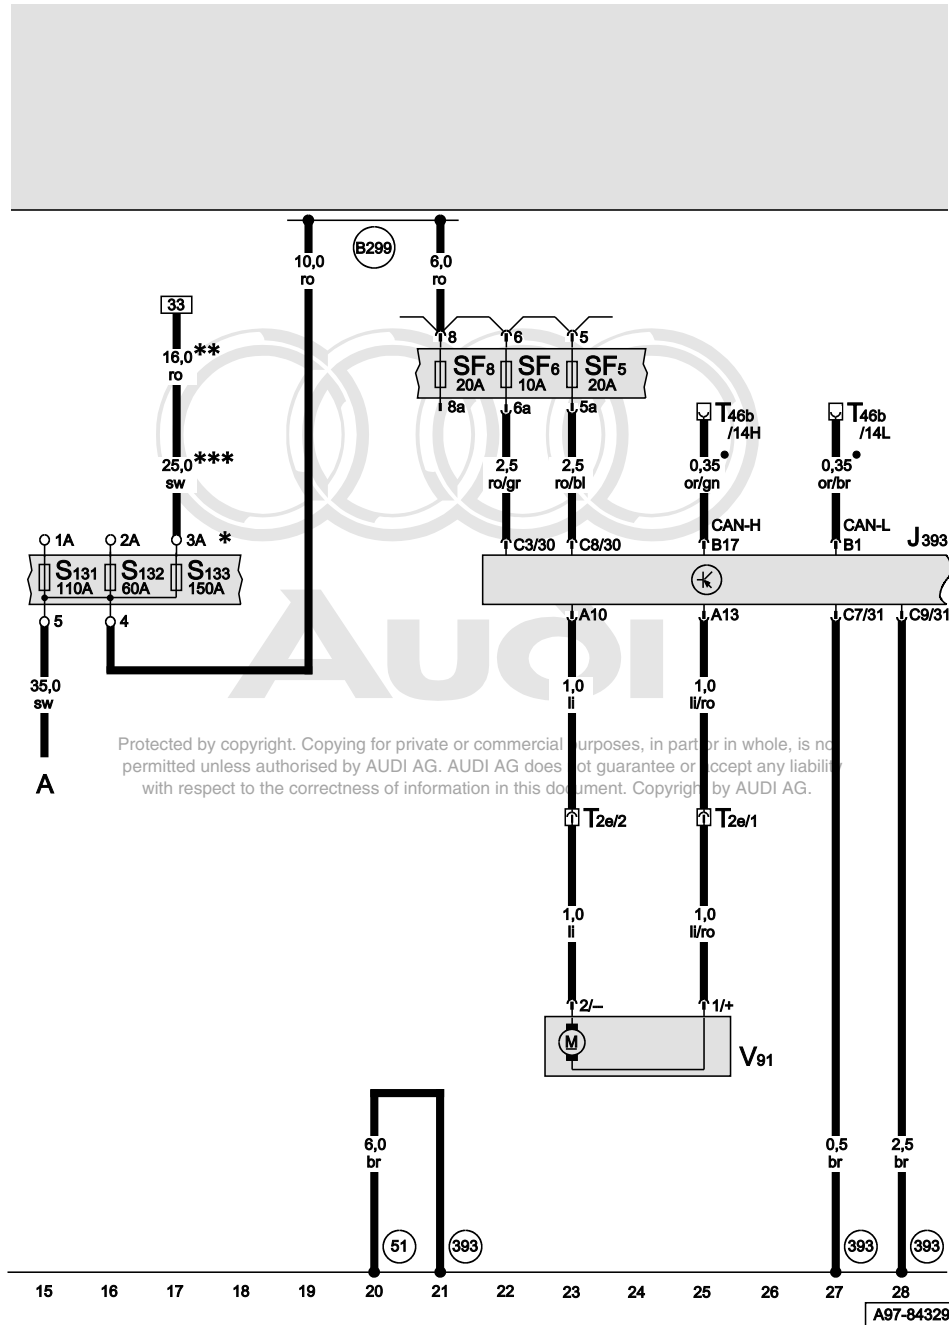 B299
10,0
ro
6,0
ro
33
16,0**
ro
25,0***
sw
8 6 5
SF8
20A
SF6
10A
SF5
20A
8a 6a 5a
2,5
ro/gr
2,5
ro/bl
T46b
/14H
T46b
/14L
0,35
or/gn
0,35
or/br
1A 2A 3A *
S131
110A
S132
60A
S133
150A
5 4
C3/30 C8/30
CAN-H
B17
CAN-L
B1
J393
A10 A13 C7/31 C9/31
35,0
sw
A
AUDI
1,0
li
1,0
li/ro
Protected by copyright. Copying for private or commercial purposes, in part or in whole, is not
permitted unless authorised by AUDI AG. AUDI AG does not guarantee or accept any liability
with respect to the correctness of information in this document. Copyright by AUDI AG.
T2e/2 T2e/1
1,0
li
1,0
li/ro
2/– 1/+
M
V91
6,0
br
0,5
br
2,5
br
51 393 393 393
15 16 17 18 19 20 21 22 23 24 25 26 27 28
A97-84329